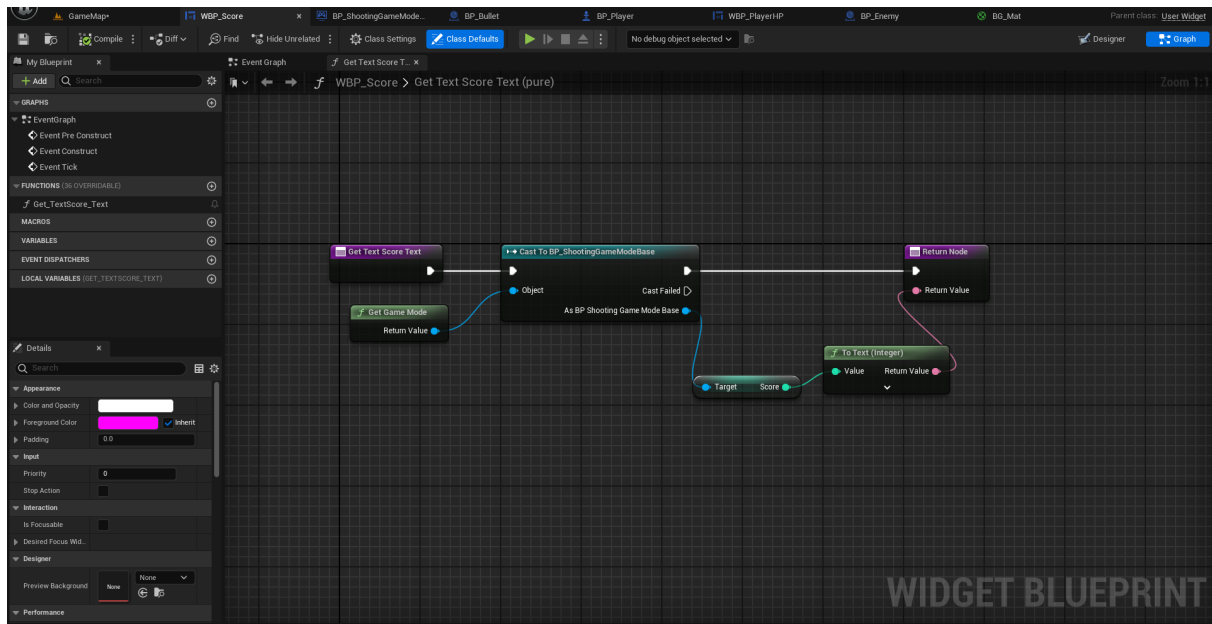 GameMap•
WBP_Score
BP_ShootingGameMode...
BP_Bullet
BP_Player
WBP_PlayerHP
BP_Enemy
BG_Mat
Parent class: User Widget
Compile
Diff
Find
Hide Unrelated
Class Settings
Class Defaults
No debug object selected
Designer
Graph
My Blueprint
Event Graph
Get Text Score T...
+ Add
Search
WBP_Score > Get Text Score Text (pure)
Zoom 1:1
GRAPHS
EventGraph
Event Pre Construct
Event Construct
Event Tick
FUNCTIONS (36 OVERRIDABLE)
f Get_TextScore_Text
MACROS
VARIABLES
EVENT DISPATCHERS
LOCAL VARIABLES (GET_TEXTSCORE_TEXT)
Get Text Score Text
Cast To BP_ShootingGameModeBase
Object
Cast Failed
As BP Shooting Game Mode Base
Return Node
Return Value
f Get Game Mode
Return Value
f To Text (Integer)
Value
Return Value
Target
Score
Details
Search
Appearance
Color and Opacity
Foreground Color
Inherit
Padding
0.0
Input
Priority
0
Stop Action
Interaction
Is Focusable
Desired Focus Wid...
Designer
Preview Background
None
None
Performance
WIDGET BLUEPRINT